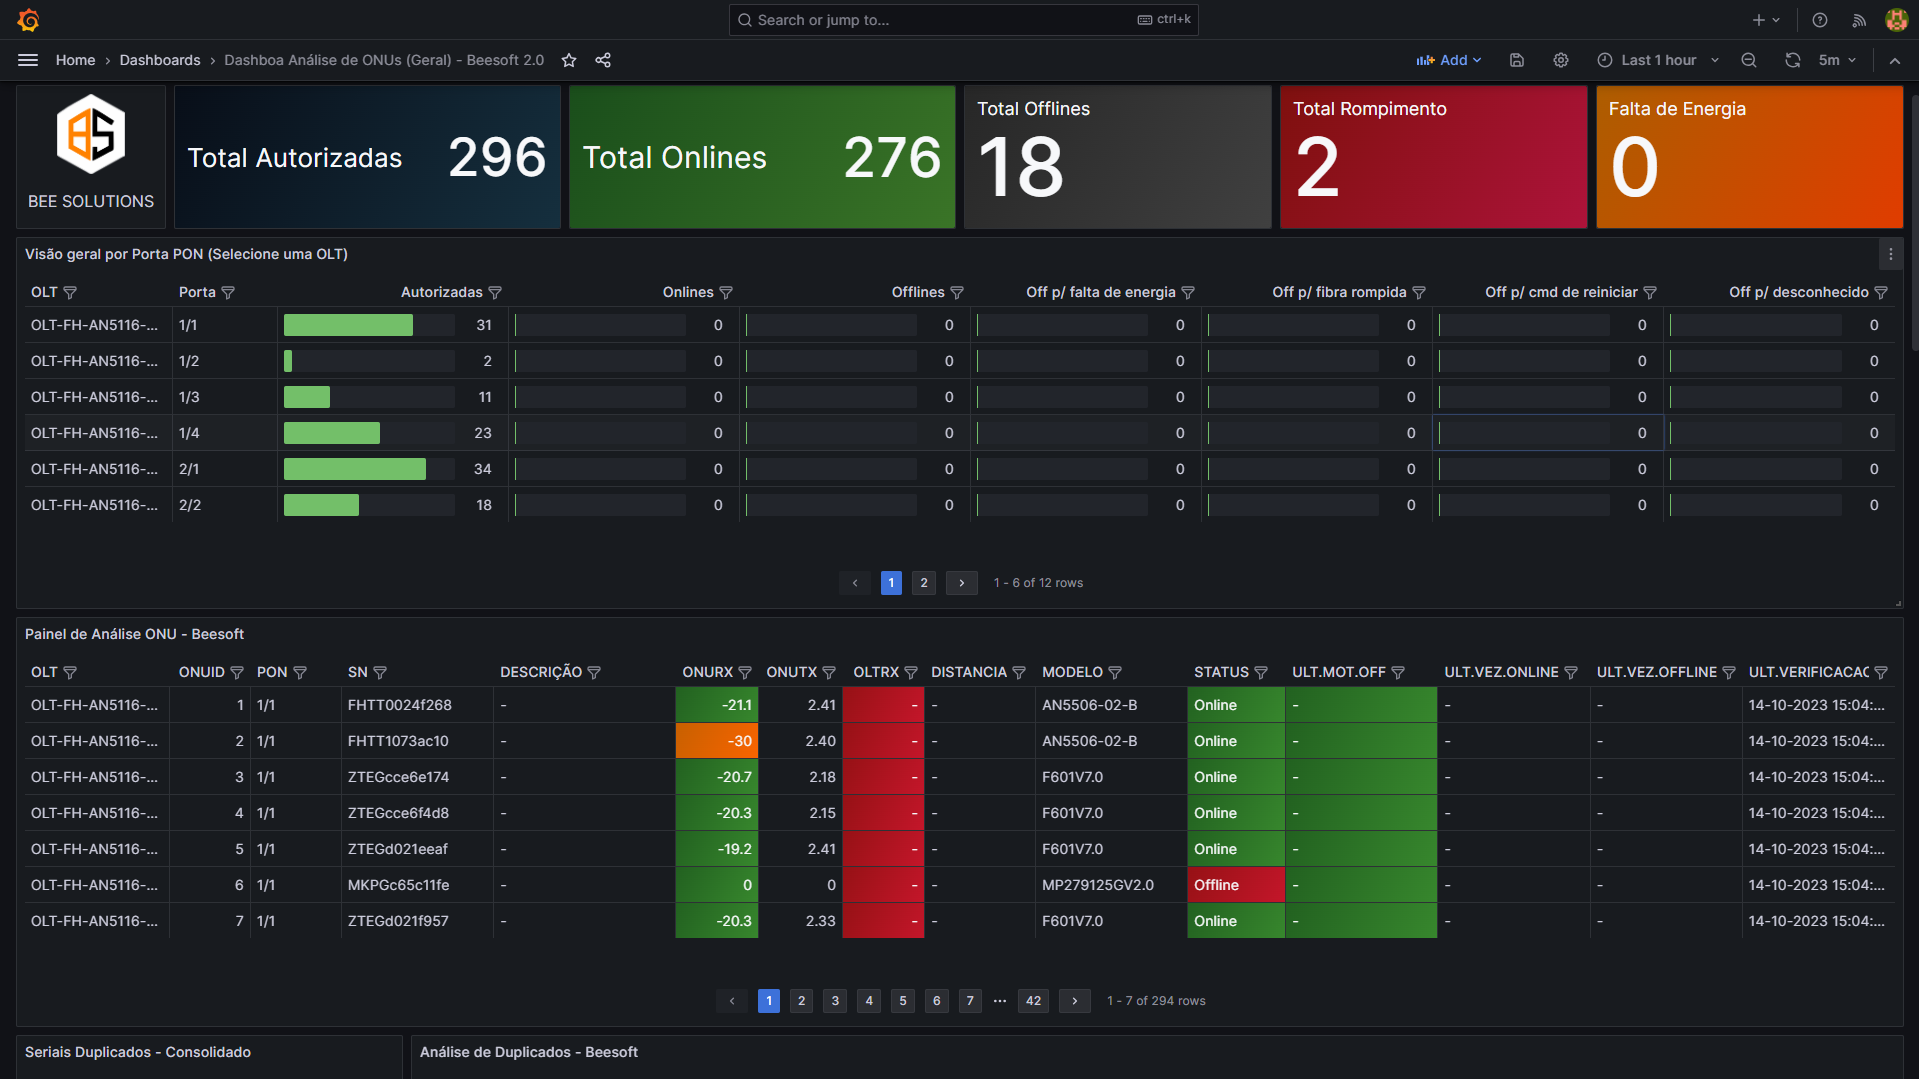 Search or jump to... ctrl+k
Home › Dashboards › Dashboa Análise de ONUs (Geral) - Beesoft 2.0 Add Last 1 hour 5m
BS
BEE SOLUTIONS
Total Autorizadas 296
Total Onlines 276
Total Offlines
18
Total Rompimento
2
Falta de Energia
0
Visão geral por Porta PON (Selecione uma OLT)
OLT Porta Autorizadas Onlines Offlines Off p/ falta de energia Off p/ fibra rompida Off p/ cmd de reiniciar Off p/ desconhecido
OLT-FH-AN5116-... 1/1 31 0 0 0 0 0 0
OLT-FH-AN5116-... 1/2 2 0 0 0 0 0 0
OLT-FH-AN5116-... 1/3 11 0 0 0 0 0 0
OLT-FH-AN5116-... 1/4 23 0 0 0 0 0 0
OLT-FH-AN5116-... 2/1 34 0 0 0 0 0 0
OLT-FH-AN5116-... 2/2 18 0 0 0 0 0 0
‹ 1 2 › 1 - 6 of 12 rows
Painel de Análise ONU - Beesoft
OLT ONUID PON SN DESCRIÇÃO ONURX ONUTX OLTRX DISTANCIA MODELO STATUS ULT.MOT.OFF ULT.VEZ.ONLINE ULT.VEZ.OFFLINE ULT.VERIFICACAC
OLT-FH-AN5116-... 1 1/1 FHTT0024f268 - -21.1 2.41 - - AN5506-02-B Online - - - 14-10-2023 15:04:...
OLT-FH-AN5116-... 2 1/1 FHTT1073ac10 - -30 2.40 - - AN5506-02-B Online - - - 14-10-2023 15:04:...
OLT-FH-AN5116-... 3 1/1 ZTEGcce6e174 - -20.7 2.18 - - F601V7.0 Online - - - 14-10-2023 15:04:...
OLT-FH-AN5116-... 4 1/1 ZTEGcce6f4d8 - -20.3 2.15 - - F601V7.0 Online - - - 14-10-2023 15:04:...
OLT-FH-AN5116-... 5 1/1 ZTEGd021eeaf - -19.2 2.41 - - F601V7.0 Online - - - 14-10-2023 15:04:...
OLT-FH-AN5116-... 6 1/1 MKPGc65c11fe - 0 0 - - MP279125GV2.0 Offline - - - 14-10-2023 15:04:...
OLT-FH-AN5116-... 7 1/1 ZTEGd021f957 - -20.3 2.33 - - F601V7.0 Online - - - 14-10-2023 15:04:...
‹ 1 2 3 4 5 6 7 ··· 42 › 1 - 7 of 294 rows
Seriais Duplicados - Consolidado
Análise de Duplicados - Beesoft